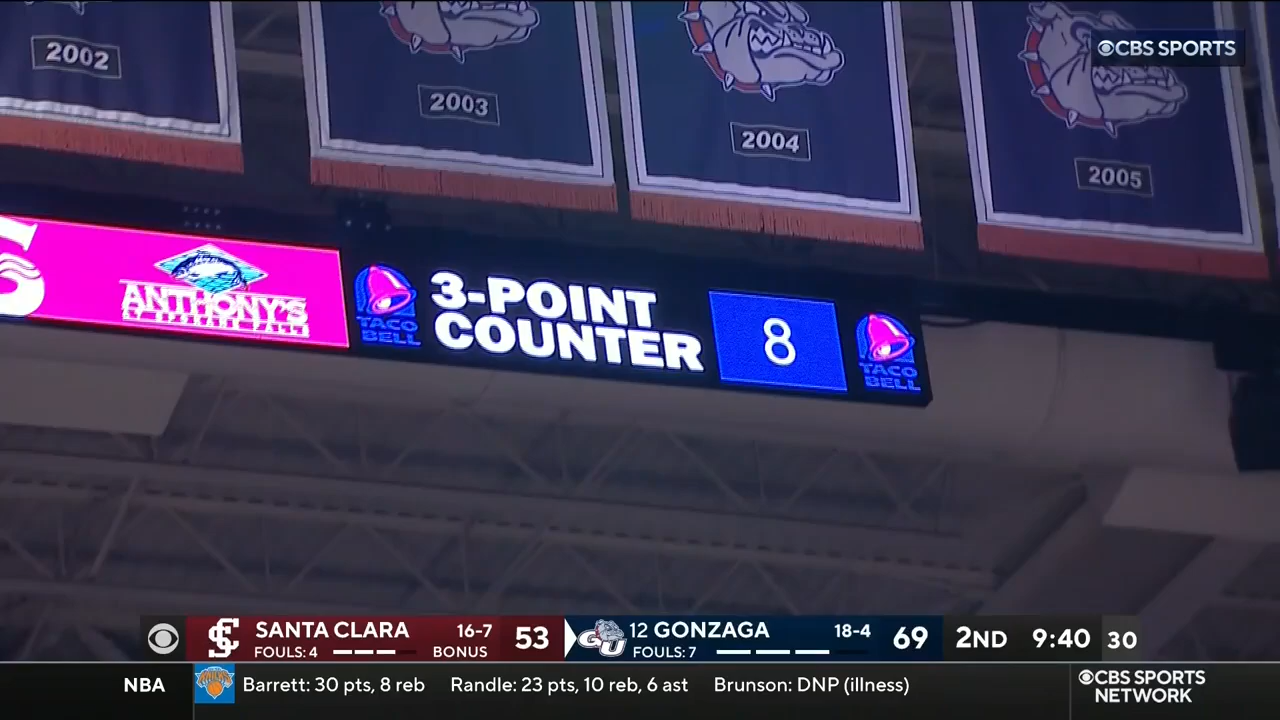 2002
2003
2004
2005
CBS SPORTS
ANTHONY'S
TACO
BELL
3-POINT
COUNTER
8
TACO
BELL
SANTA CLARA 16-7 53
FOULS: 4 BONUS
12 GONZAGA 18-4 69
FOULS: 7
2ND 9:40 30
NBA
Barrett: 30 pts, 8 reb Randle: 23 pts, 10 reb, 6 ast Brunson: DNP (illness)
CBS SPORTS
NETWORK